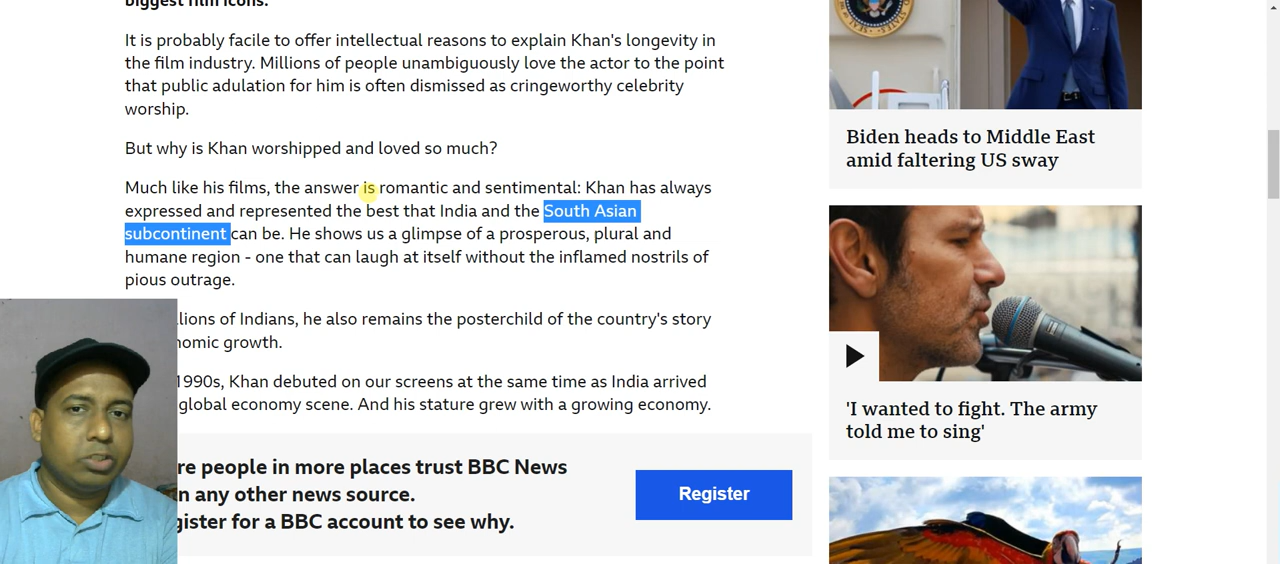 biggest film icons.
It is probably facile to offer intellectual reasons to explain Khan's longevity in
the film industry. Millions of people unambiguously love the actor to the point
that public adulation for him is often dismissed as cringeworthy celebrity
worship.
But why is Khan worshipped and loved so much?
Much like his films, the answer is romantic and sentimental: Khan has always
expressed and represented the best that India and the South Asian
subcontinent can be. He shows us a glimpse of a prosperous, plural and
humane region - one that can laugh at itself without the inflamed nostrils of
pious outrage.
of Indians, he also remains the posterchild of the country's story
growth.
1990s, Khan debuted on our screens at the same time as India arrived
global economy scene. And his stature grew with a growing economy.
people in more places trust BBC News
any other news source.
for a BBC account to see why.
Register
Biden heads to Middle East
amid faltering US sway
'I wanted to fight. The army
told me to sing'